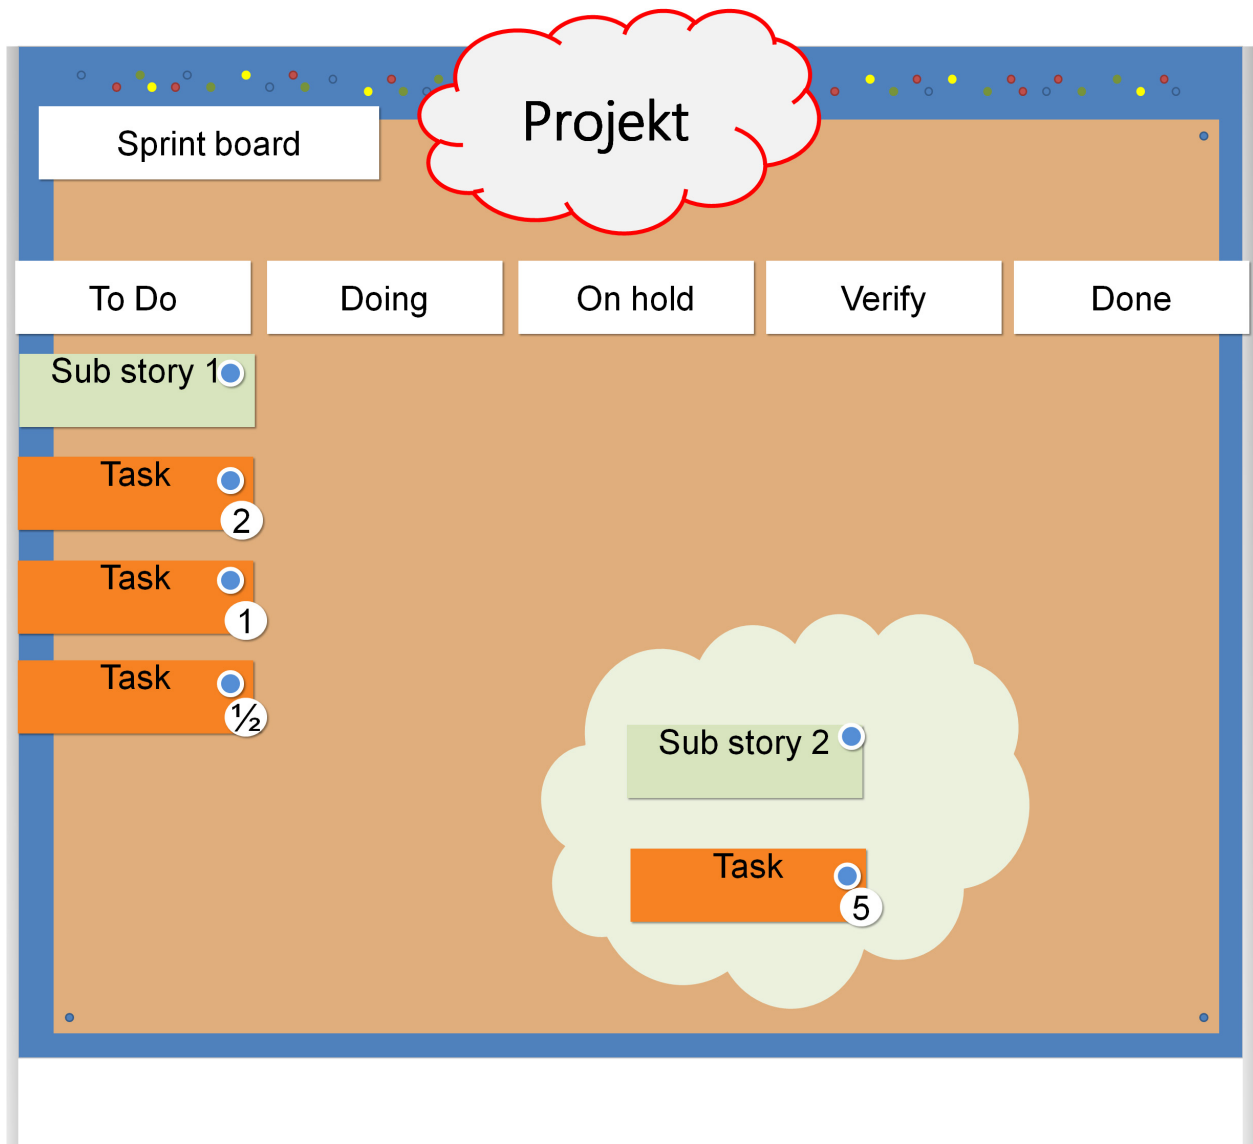 Projekt
Sprint board
To Do
Doing
On hold
Verify
Done
Sub story 1
Task
2
Task
1
Task
½
Sub story 2
Task
5